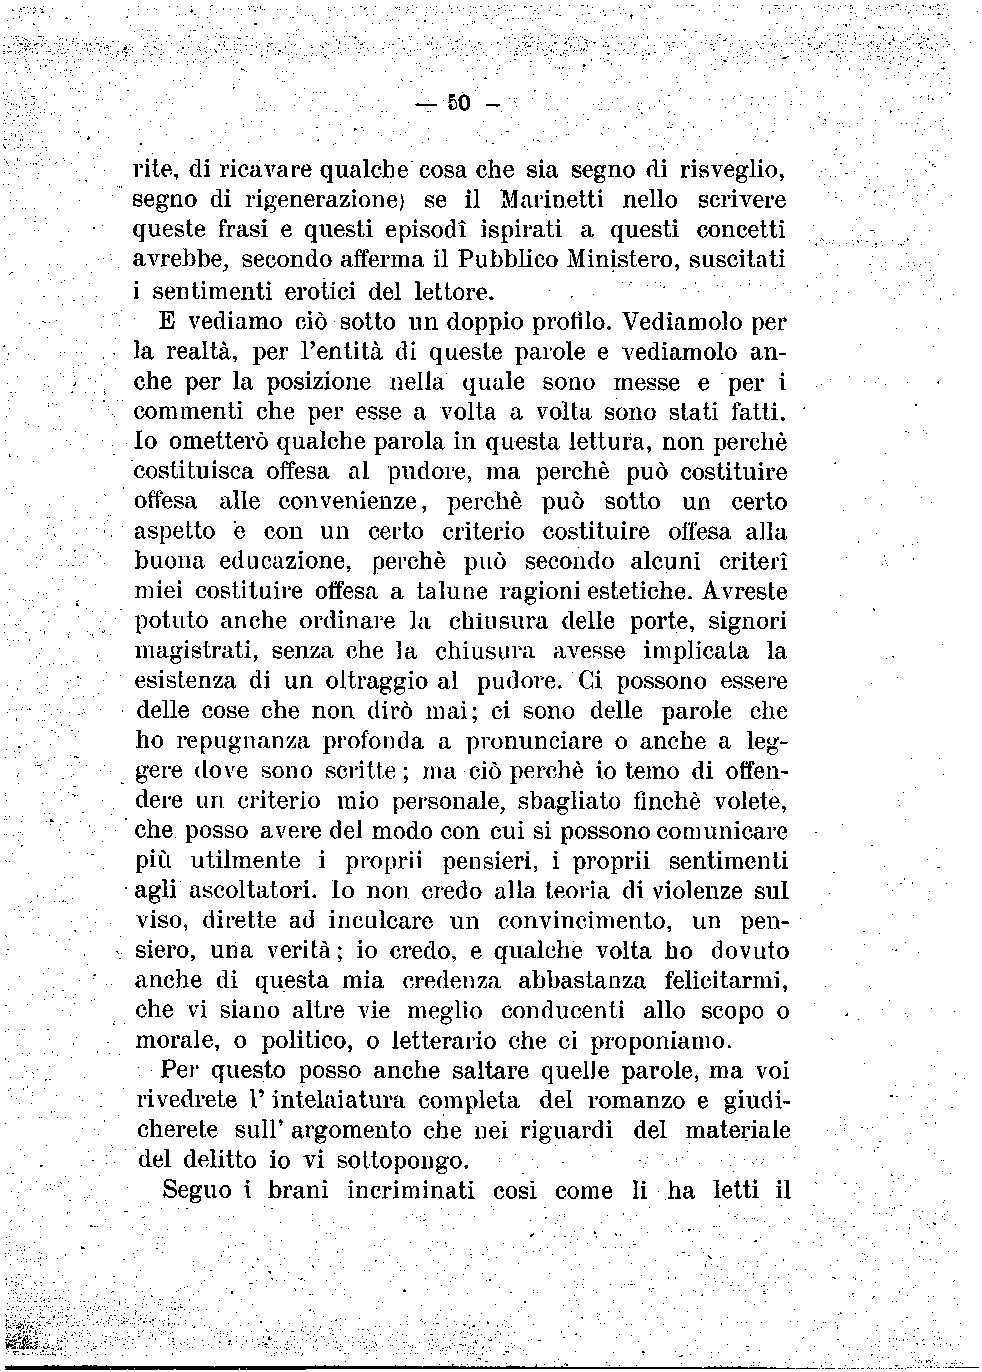 — 50 –
rite, di ricavare qualche cosa che sia segno di risveglio,
segno di rigenerazione) se il Marinetti nello scrivere
queste frasi e questi episodî ispirati a questi concetti
avrebbe, secondo afferma il Pubblico Ministero, suscitati
i sentimenti erotici del lettore.
E vediamo ciò sotto un doppio profilo. Vediamolo per
la realtà, per l'entità di queste parole e vediamolo an-
che per la posizione nella quale sono messe e per i
commenti che per esse a volta a volta sono stati fatti.
Io ometterò qualche parola in questa lettura, non perchè
costituisca offesa al pudore, ma perchè può costituire
offesa alle convenienze, perchè può sotto un certo
aspetto e con un certo criterio costituire offesa alla
buona educazione, perchè può secondo alcuni criterî
miei costituire offesa a talune ragioni estetiche. Avreste
potuto anche ordinare la chiusura delle porte, signori
magistrati, senza che la chiusura avesse implicata la
esistenza di un oltraggio al pudore. Ci possono essere
delle cose che non dirò mai; ci sono delle parole che
ho repugnanza profonda a pronunciare o anche a leg-
gere dove sono scritte; ma ciò perchè io temo di offen-
dere un criterio mio personale, sbagliato finchè volete,
che posso avere del modo con cui si possono comunicare
più utilmente i proprii pensieri, i proprii sentimenti
agli ascoltatori. Io non credo alla teoria di violenze sul
viso, dirette ad inculcare un convincimento, un pen-
siero, una verità; io credo, e qualche volta ho dovuto
anche di questa mia credenza abbastanza felicitarmi,
che vi siano altre vie meglio conducenti allo scopo o
morale, o politico, o letterario che ci proponiamo.
Per questo posso anche saltare quelle parole, ma voi
rivedrete l' intelaiatura completa del romanzo e giudi-
cherete sull' argomento che nei riguardi del materiale
del delitto io vi sottopongo.
Seguo i brani incriminati così come li ha letti il